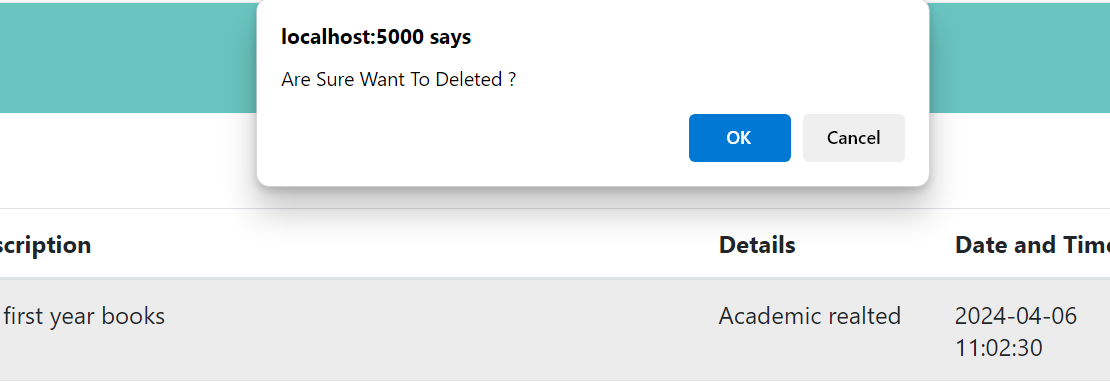 localhost:5000 says
Are Sure Want To Deleted ?
OK Cancel
scription Details Date and Time
first year books Academic realted 2024-04-06
11:02:30